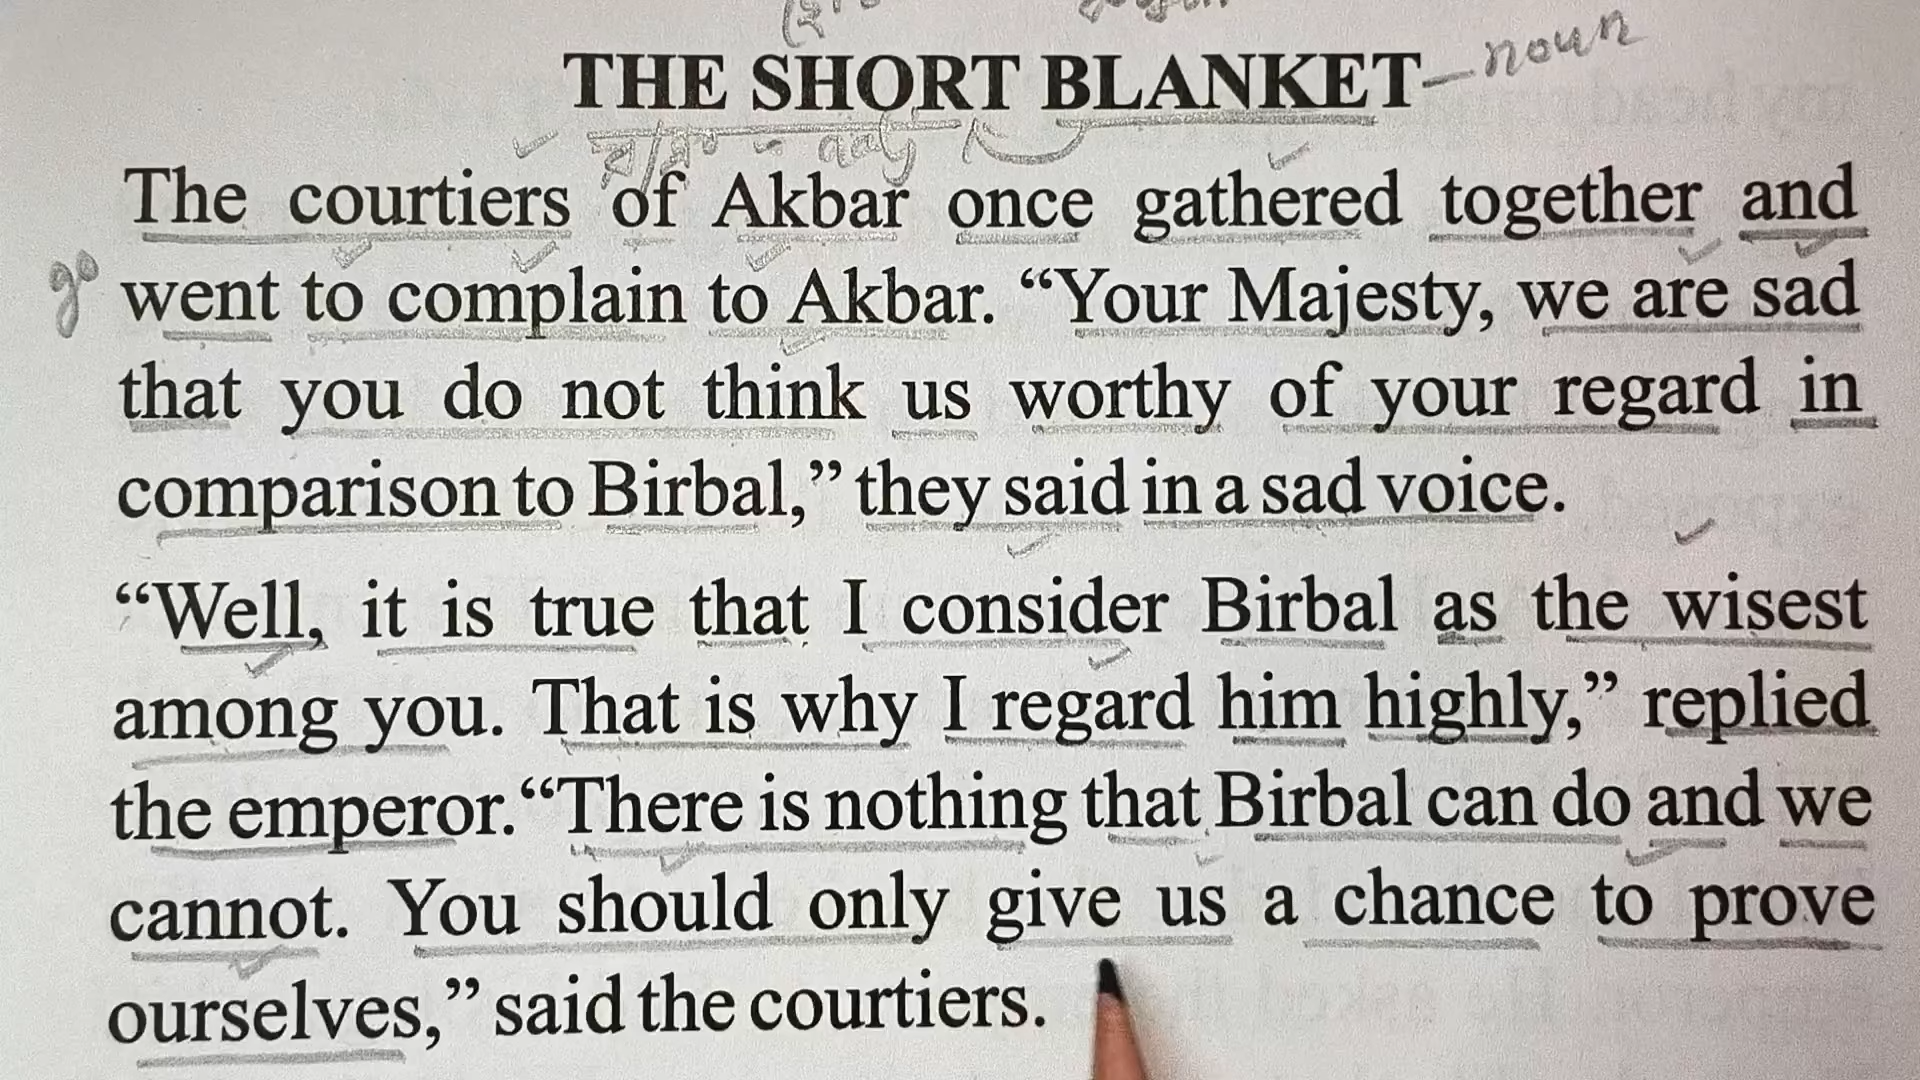 THE SHORT BLANKET - noun
The courtiers of Akbar once gathered together and
go went to complain to Akbar. “Your Majesty, we are sad
that you do not think us worthy of your regard in
comparison to Birbal,” they said in a sad voice.
“Well, it is true that I consider Birbal as the wisest
among you. That is why I regard him highly,” replied
the emperor. “There is nothing that Birbal can do and we
cannot. You should only give us a chance to prove
ourselves,” said the courtiers.